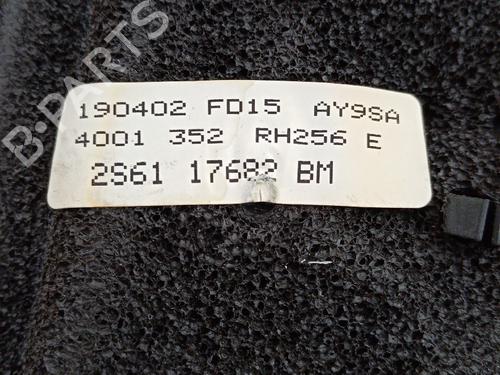 B-PARTS
190402 FD15 AY9SA
4001 352 RH256 E
2S61 17682 BM